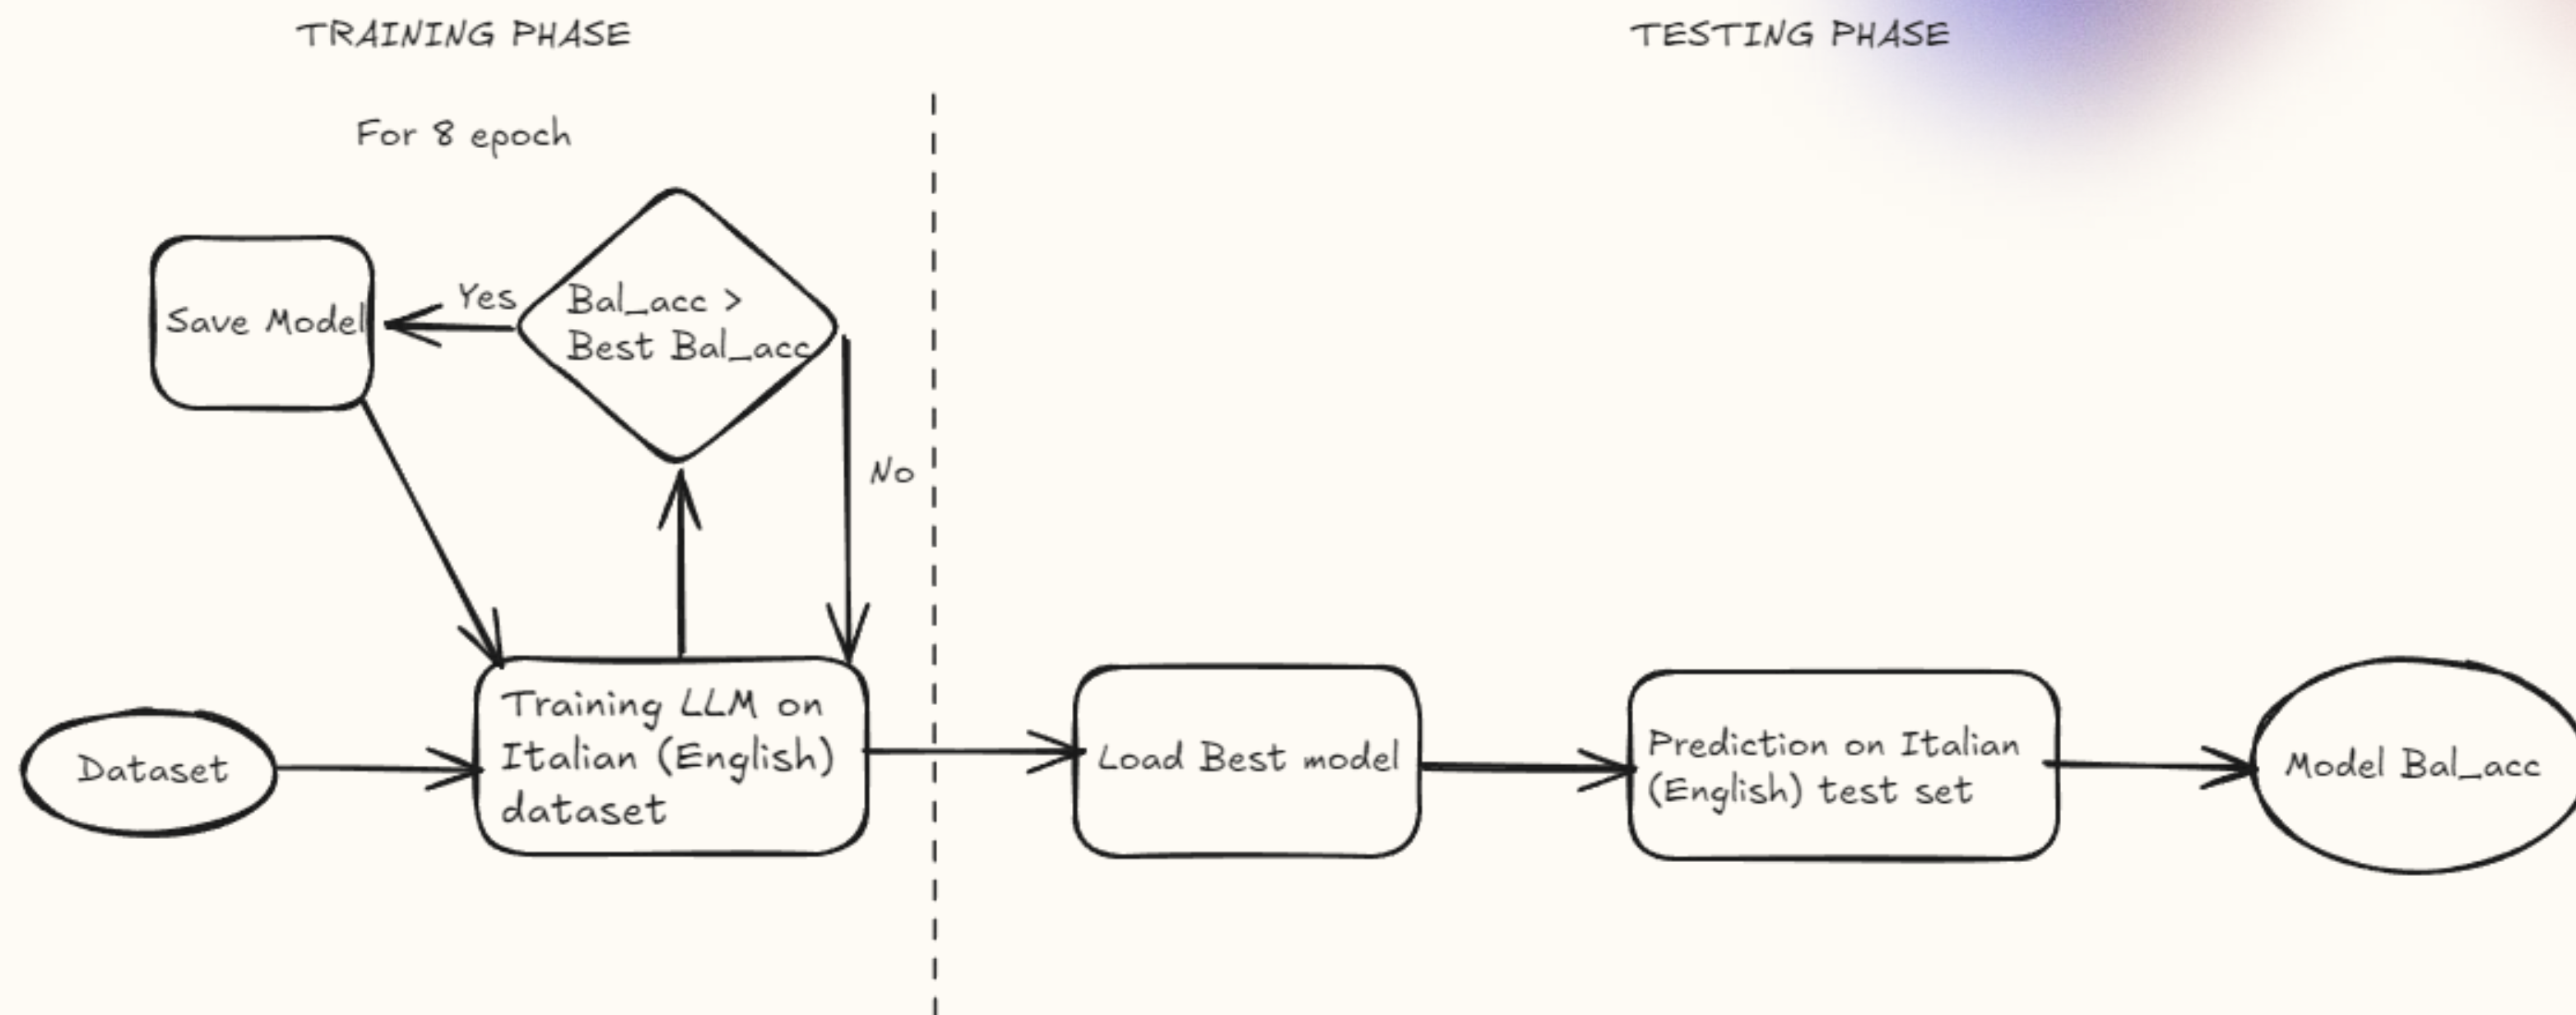 TRAINING PHASE
TESTING PHASE
For 8 epoch
Save Model
Yes
Bal_acc >
Best Bal_acc
No
Dataset
Training LLM on
Italian (English)
dataset
Load Best model
Prediction on Italian
(English) test set
Model Bal_acc